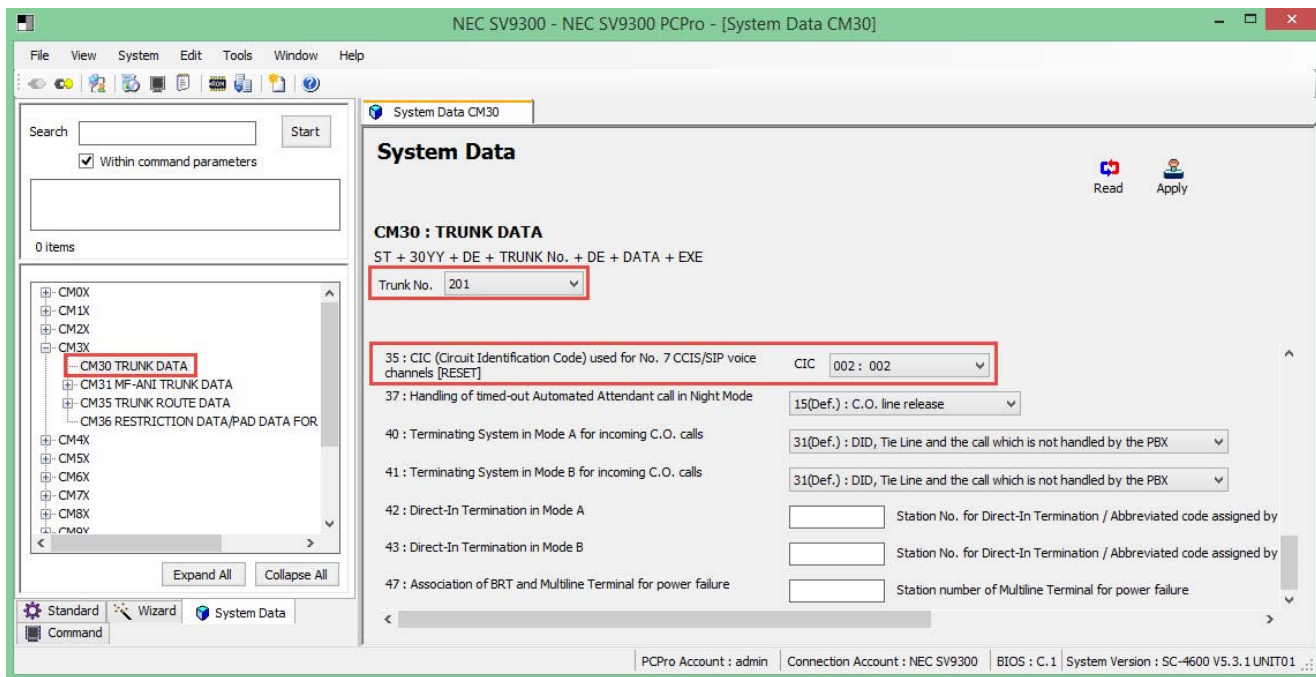 NEC SV9300 - NEC SV9300 PCPro - [System Data CM30]
File View System Edit Tools Window Help
Search
Start
Within command parameters
0 items
CM0X
CM1X
CM2X
CM3X
CM30 TRUNK DATA
CM31 MF-ANI TRUNK DATA
CM35 TRUNK ROUTE DATA
CM36 RESTRICTION DATA/PAD DATA FOR
CM4X
CM5X
CM6X
CM7X
CM8X
CM9X
Expand All Collapse All
Standard Wizard System Data
Command
System Data CM30
System Data
Read Apply
CM30 : TRUNK DATA
ST + 30YY + DE + TRUNK No. + DE + DATA + EXE
Trunk No. 201
35 : CIC (Circuit Identification Code) used for No. 7 CCIS/SIP voice
channels [RESET]
CIC 002 : 002
37 : Handling of timed-out Automated Attendant call in Night Mode
15(Def.) : C.O. line release
40 : Terminating System in Mode A for incoming C.O. calls
31(Def.) : DID, Tie Line and the call which is not handled by the PBX
41 : Terminating System in Mode B for incoming C.O. calls
31(Def.) : DID, Tie Line and the call which is not handled by the PBX
42 : Direct-In Termination in Mode A
Station No. for Direct-In Termination / Abbreviated code assigned by
43 : Direct-In Termination in Mode B
Station No. for Direct-In Termination / Abbreviated code assigned by
47 : Association of BRT and Multiline Terminal for power failure
Station number of Multiline Terminal for power failure
PCPro Account : admin Connection Account : NEC SV9300 BIOS : C.1 System Version : SC-4600 V5.3.1 UNIT01